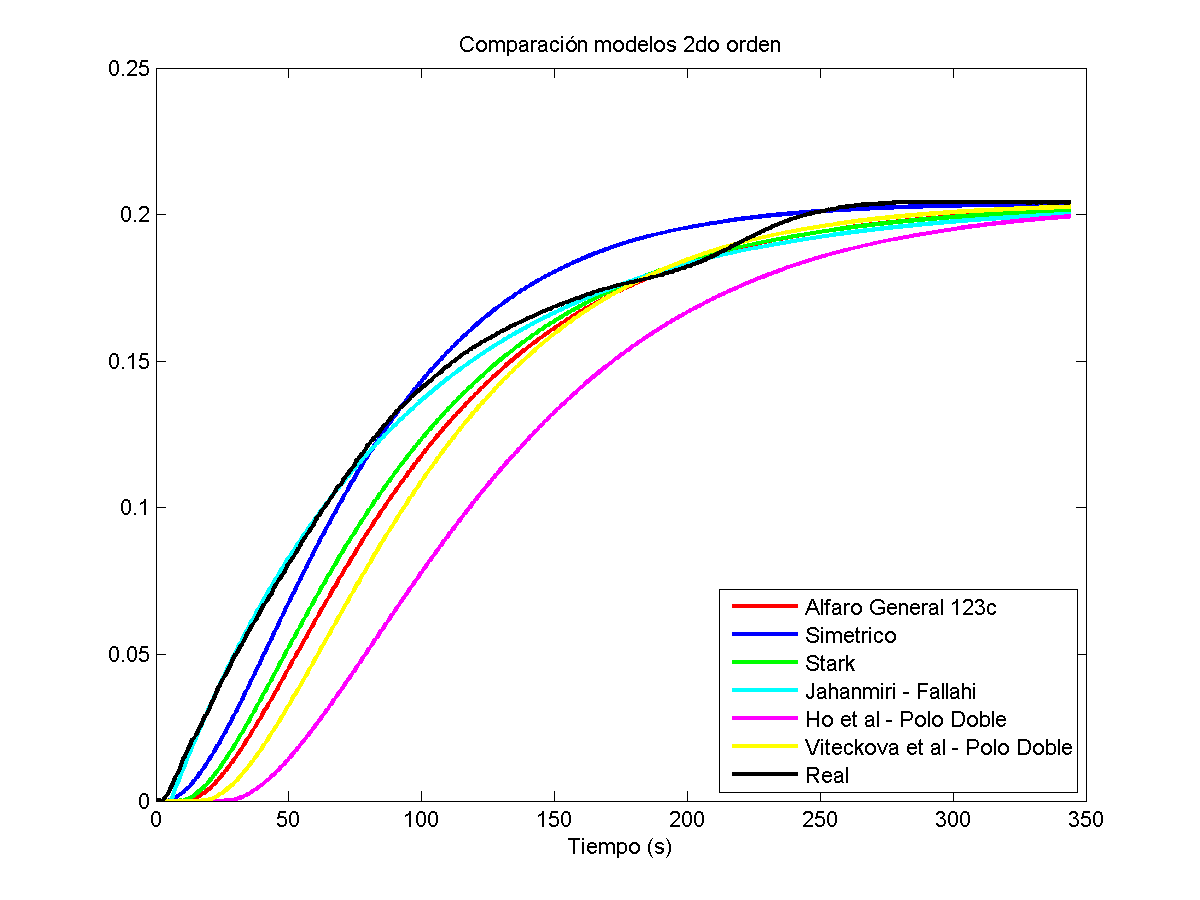 Comparación modelos 2do orden
0.25
0.2
0.15
0.1
0.05
0
0 50 100 150 200 250 300 350
Tiempo (s)
Alfaro General 123c
Simetrico
Stark
Jahanmiri - Fallahi
Ho et al - Polo Doble
Viteckova et al - Polo Doble
Real